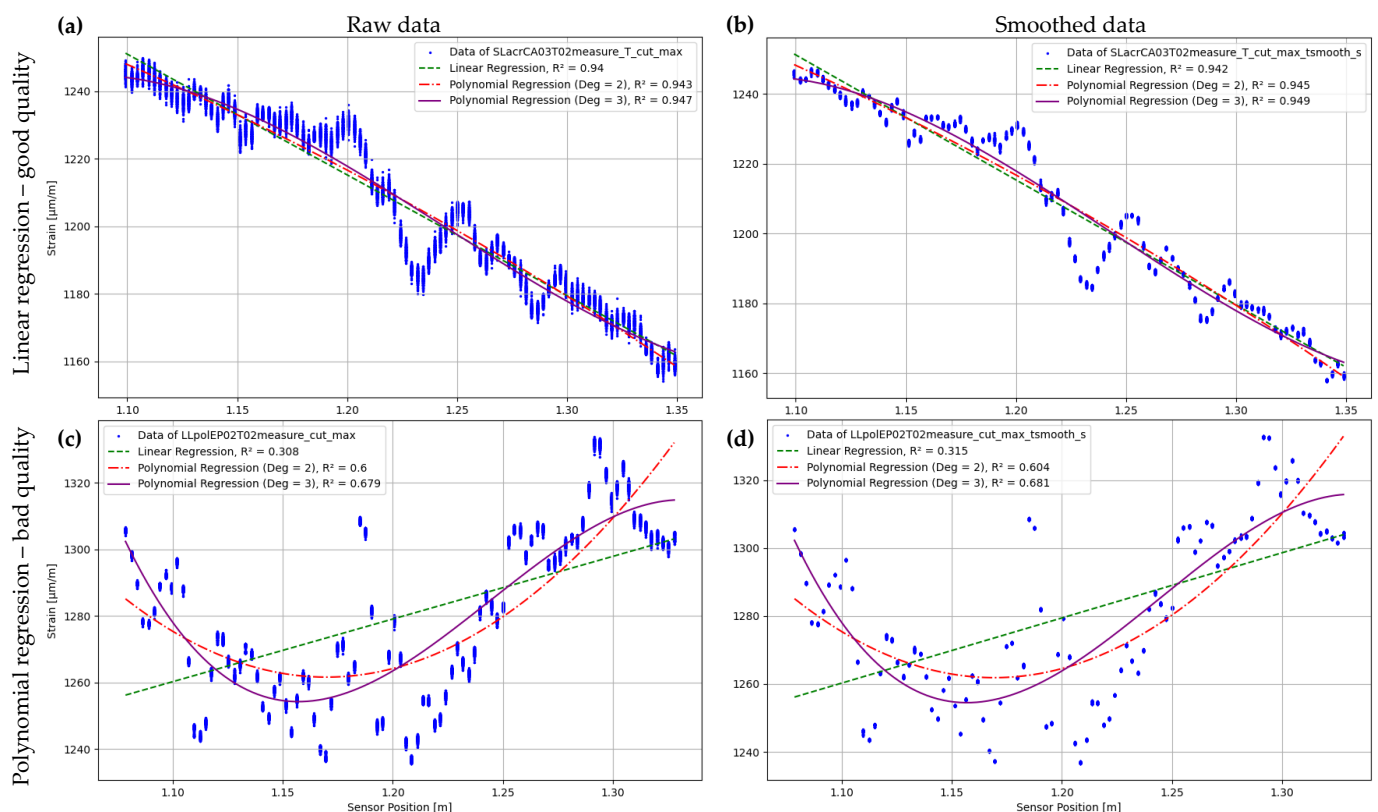 Raw data
Smoothed data
Linear regression – good quality
Polynomial regression – bad quality
(a)
Data of SLacrCA03T02measure_T_cut_max
Linear Regression, R² = 0.94
Polynomial Regression (Deg = 2), R² = 0.943
Polynomial Regression (Deg = 3), R² = 0.947
Strain [µm/m]
1240
1220
1200
1180
1160
1.10 1.15 1.20 1.25 1.30 1.35
(b)
Data of SLacrCA03T02measure_T_cut_max_tsmooth_s
Linear Regression, R² = 0.942
Polynomial Regression (Deg = 2), R² = 0.945
Polynomial Regression (Deg = 3), R² = 0.949
Strain [µm/m]
1240
1220
1200
1180
1160
1.10 1.15 1.20 1.25 1.30 1.35
(c)
Data of LLpolEP02T02measure_cut_max
Linear Regression, R² = 0.308
Polynomial Regression (Deg = 2), R² = 0.6
Polynomial Regression (Deg = 3), R² = 0.679
Strain [µm/m]
1320
1300
1280
1260
1240
1.10 1.15 1.20 1.25 1.30
Sensor Position [m]
(d)
Data of LLpolEP02T02measure_cut_max_tsmooth_s
Linear Regression, R² = 0.315
Polynomial Regression (Deg = 2), R² = 0.604
Polynomial Regression (Deg = 3), R² = 0.681
Strain [µm/m]
1320
1300
1280
1260
1240
1.10 1.15 1.20 1.25 1.30
Sensor Position [m]